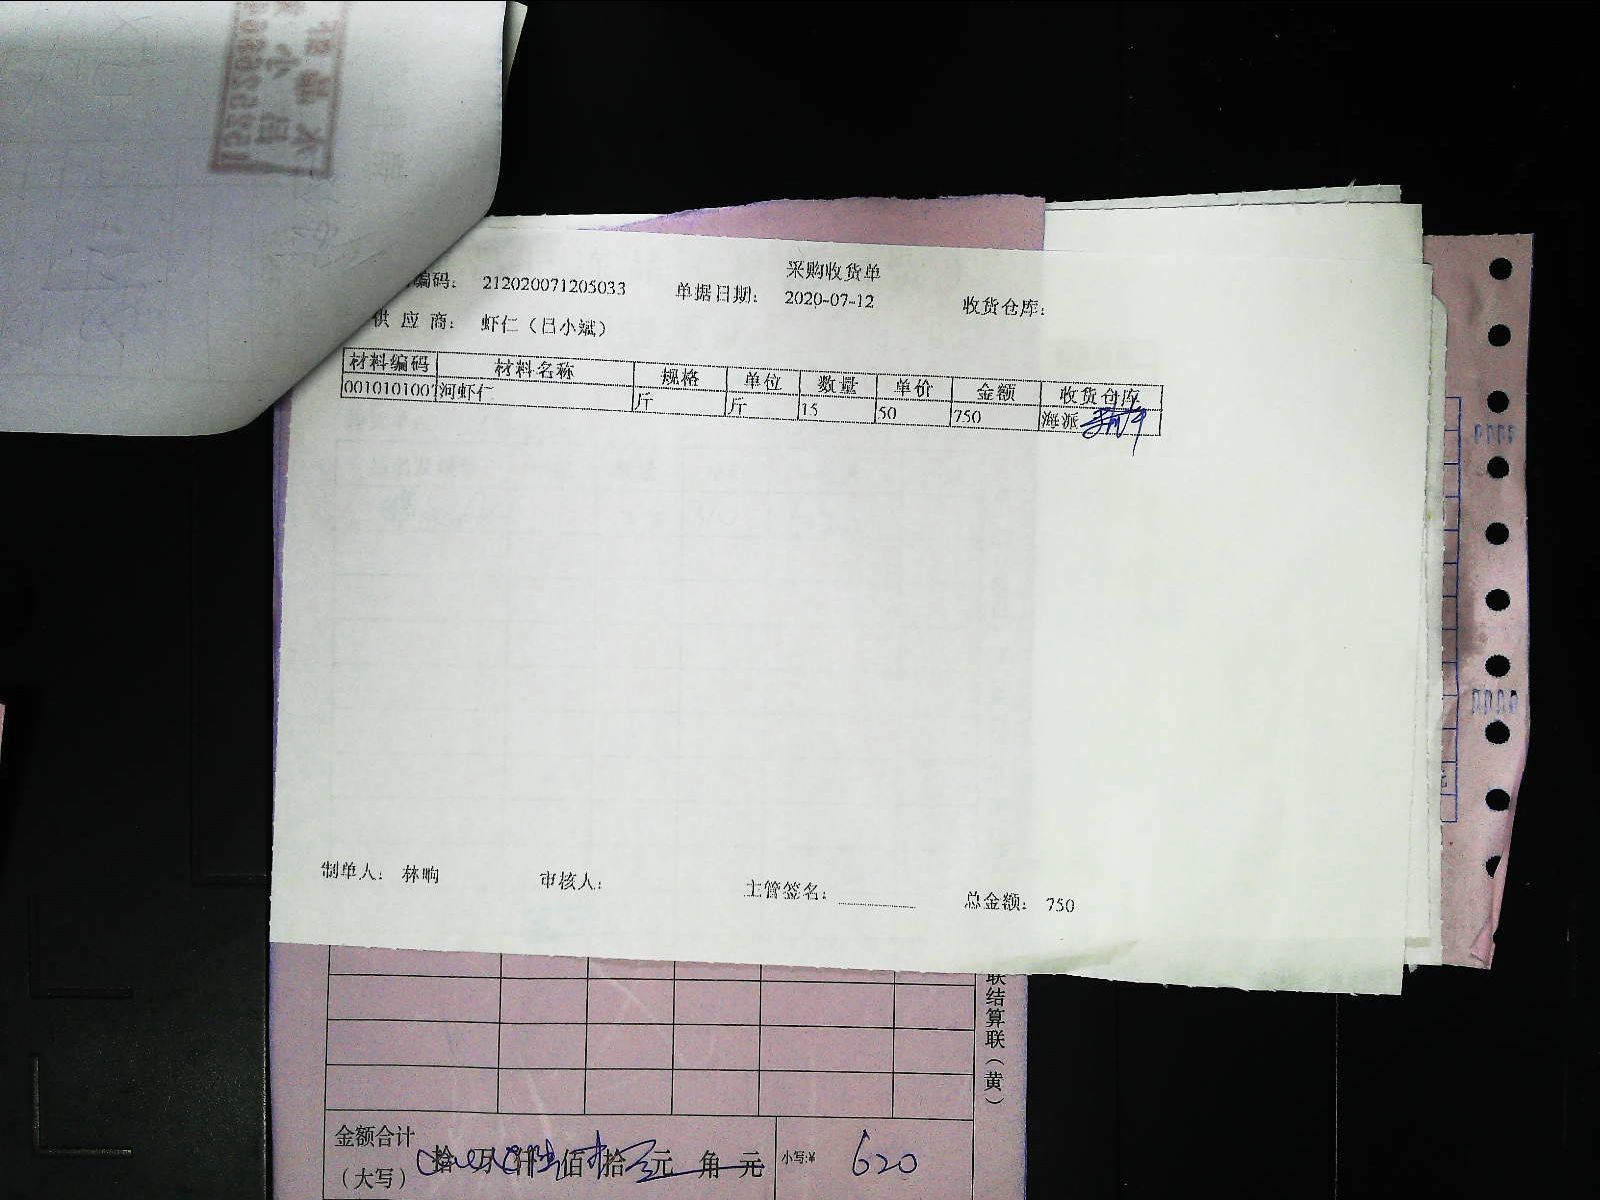 采购收货单
编码： 212020071205033 单据日期： 2020-07-12 收货仓库：
供 应 商： 虾仁（吕小斌）
材料编码 材料名称 规格 单位 数量 单价 金额 收货仓库
0010101007 河虾仁 斤 斤 15 50 750 海派
制单人： 林晌 审核人： 主管签名： 总金额： 750
联结算联（黄）
金额合计
（大写） 拾 万 仟 佰 拾 元 角 元 小写:¥ 620